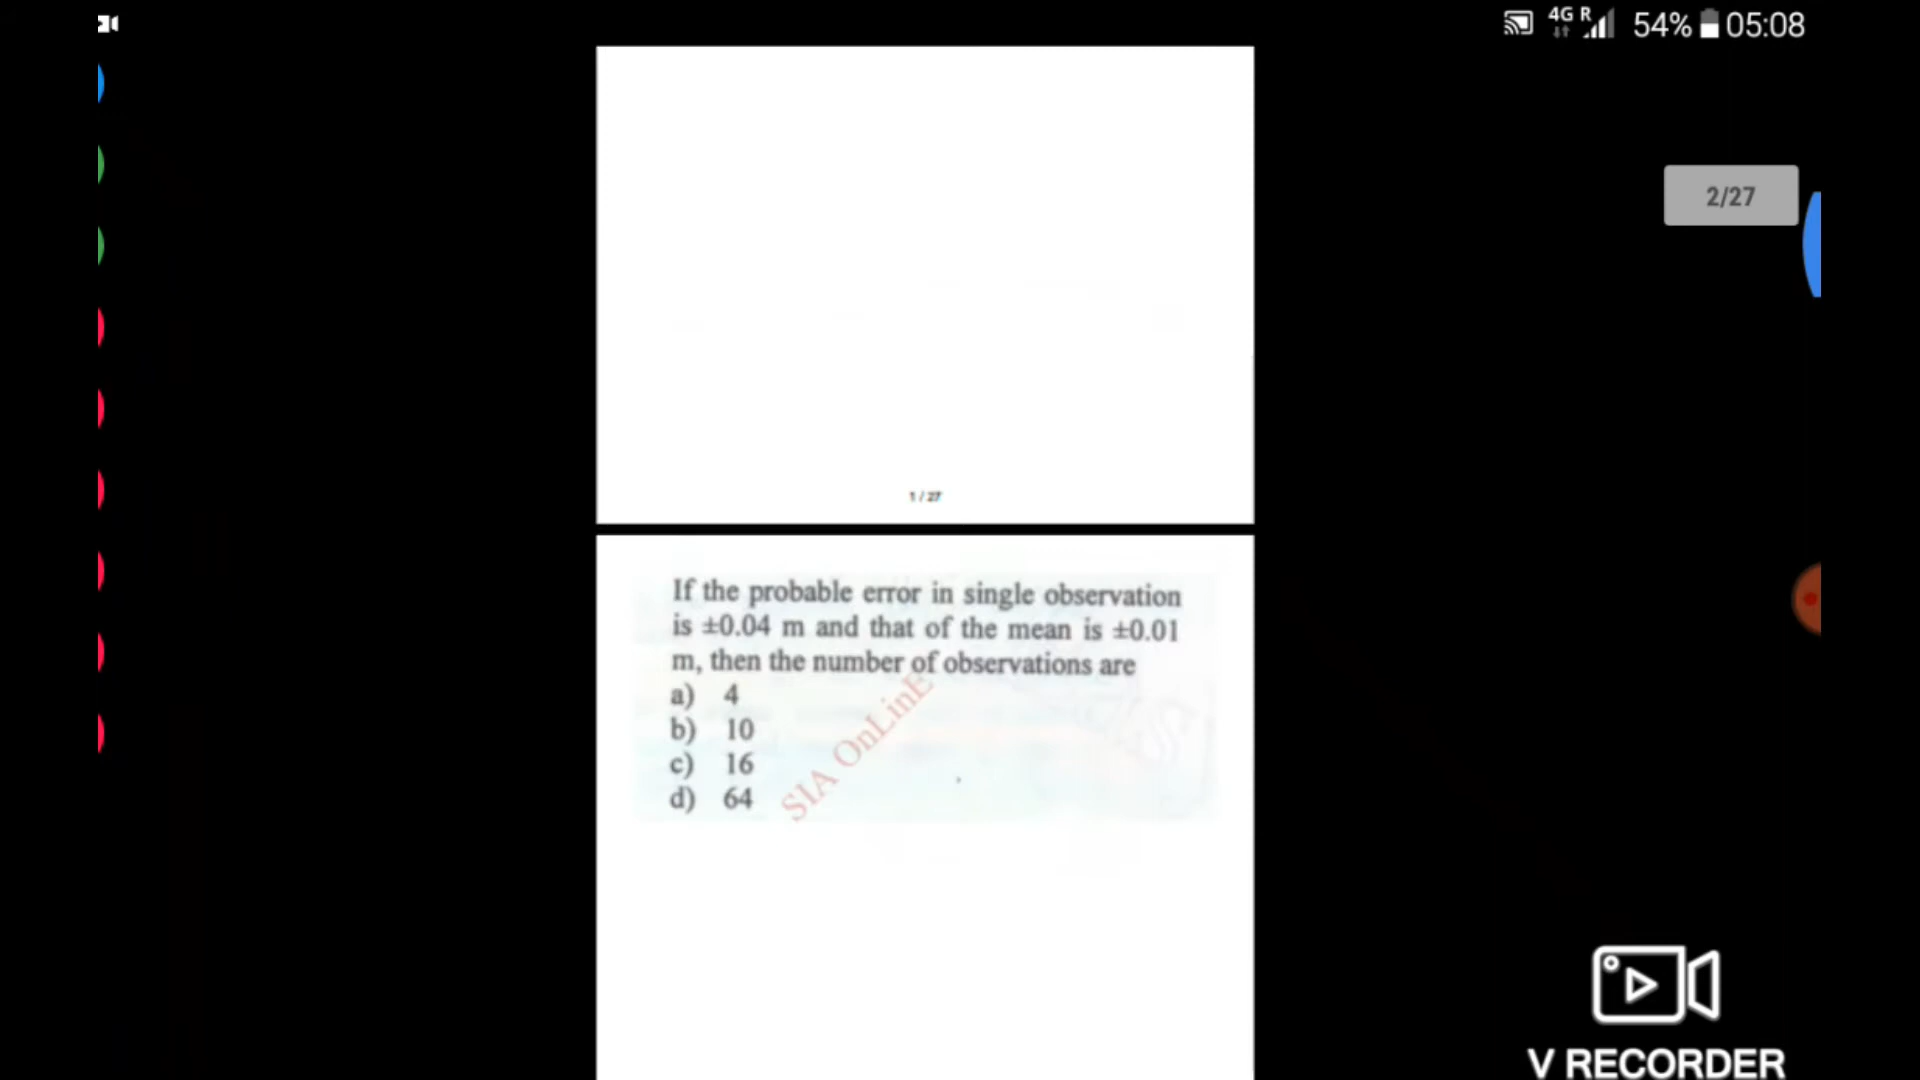 4G R 54% 05:08
2/27
1 / 27
If the probable error in single observation
is ±0.04 m and that of the mean is ±0.01
m, then the number of observations are
a) 4
b) 10
c) 16
d) 64
SIA OnLinE
V RECORDER